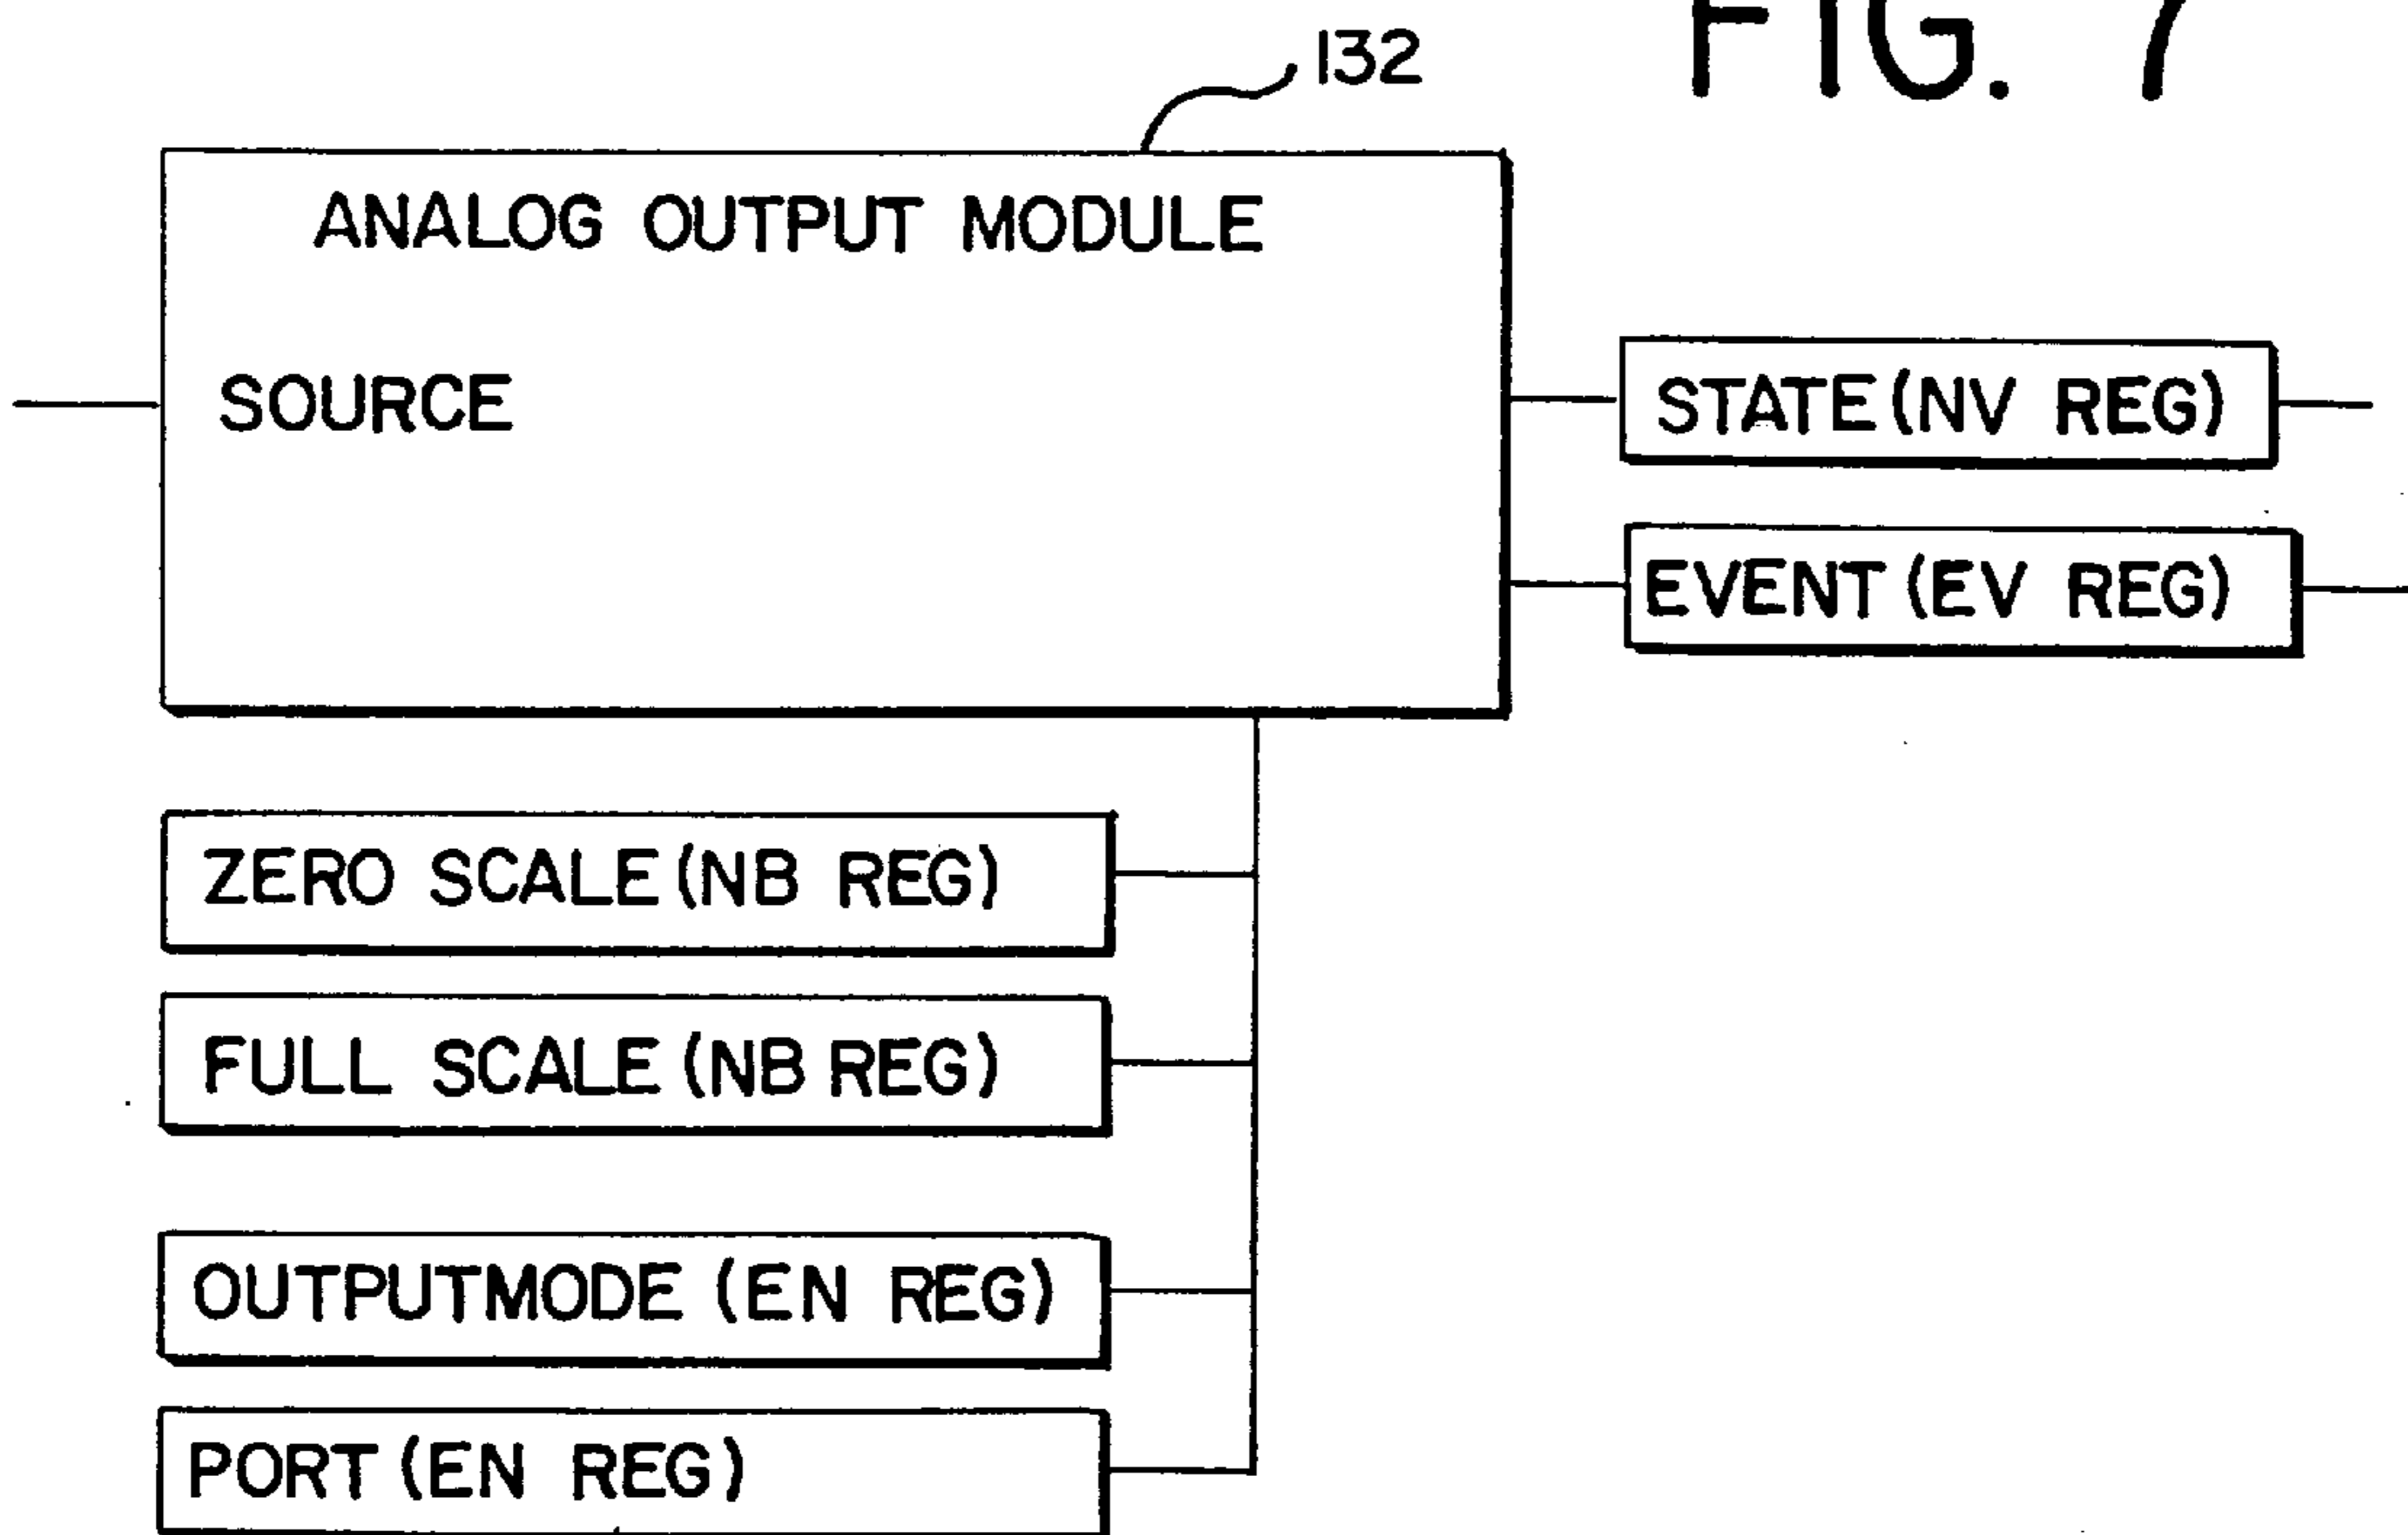 FIG. 7
132
ANALOG OUTPUT MODULE
SOURCE
STATE (NV REG)
EVENT (EV REG)
ZERO SCALE (NB REG)
FULL SCALE (NB REG)
OUTPUTMODE (EN REG)
PORT (EN REG)